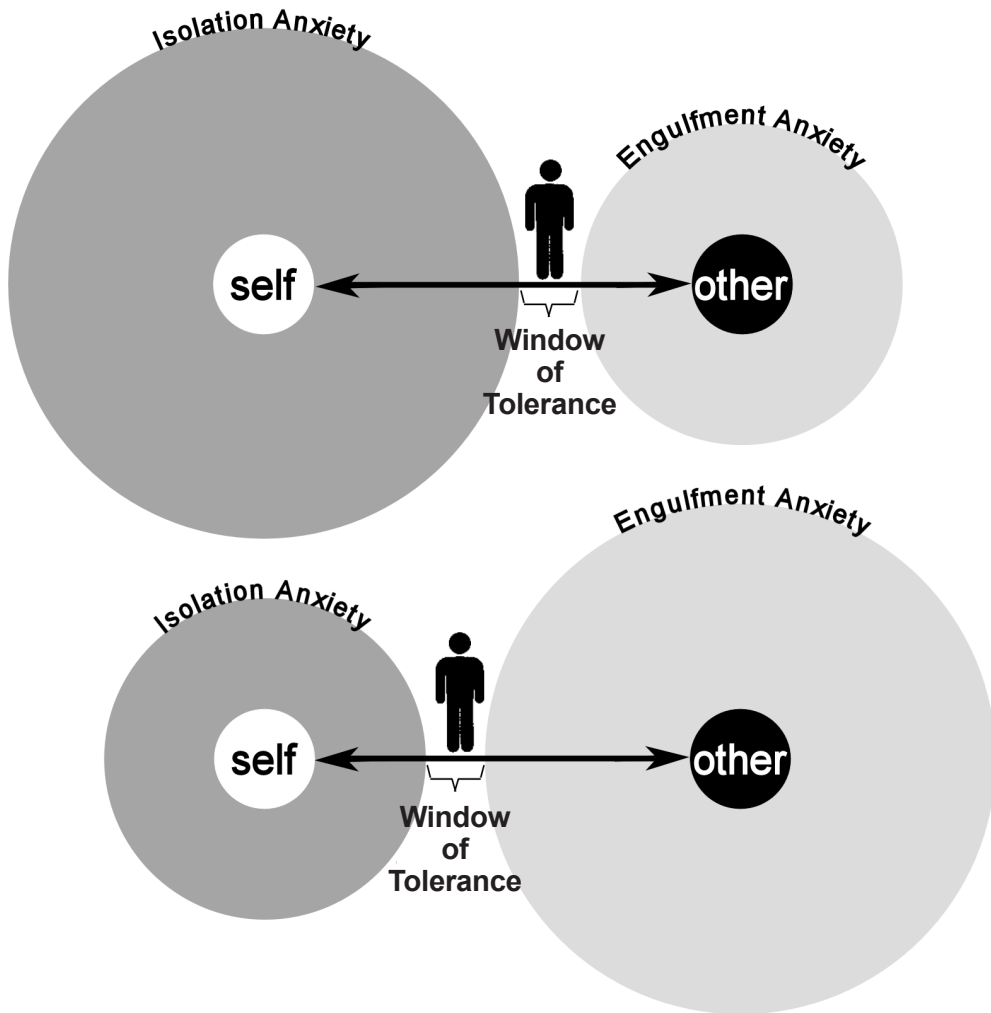 Isolation Anxiety
Engulfment Anxiety
self
other
Window
of
Tolerance
Engulfment Anxiety
Isolation Anxiety
self
other
Window
of
Tolerance